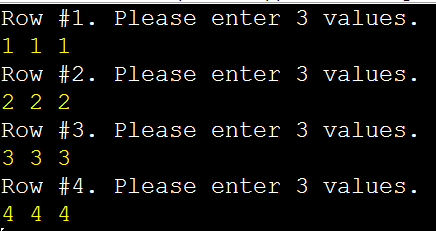 Row #1. Please enter 3 values.
1 1 1
Row #2. Please enter 3 values.
2 2 2
Row #3. Please enter 3 values.
3 3 3
Row #4. Please enter 3 values.
4 4 4